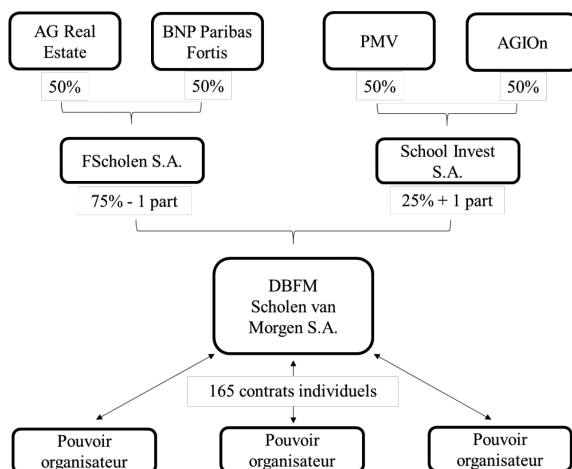 AG Real
Estate
BNP Paribas
Fortis
PMV
AGIOn
50%
50%
50%
50%
FScholen S.A.
School Invest
S.A.
75% - 1 part
25% + 1 part
DBFM
Scholen van
Morgen S.A.
165 contrats individuels
Pouvoir
organisateur
Pouvoir
organisateur
Pouvoir
organisateur